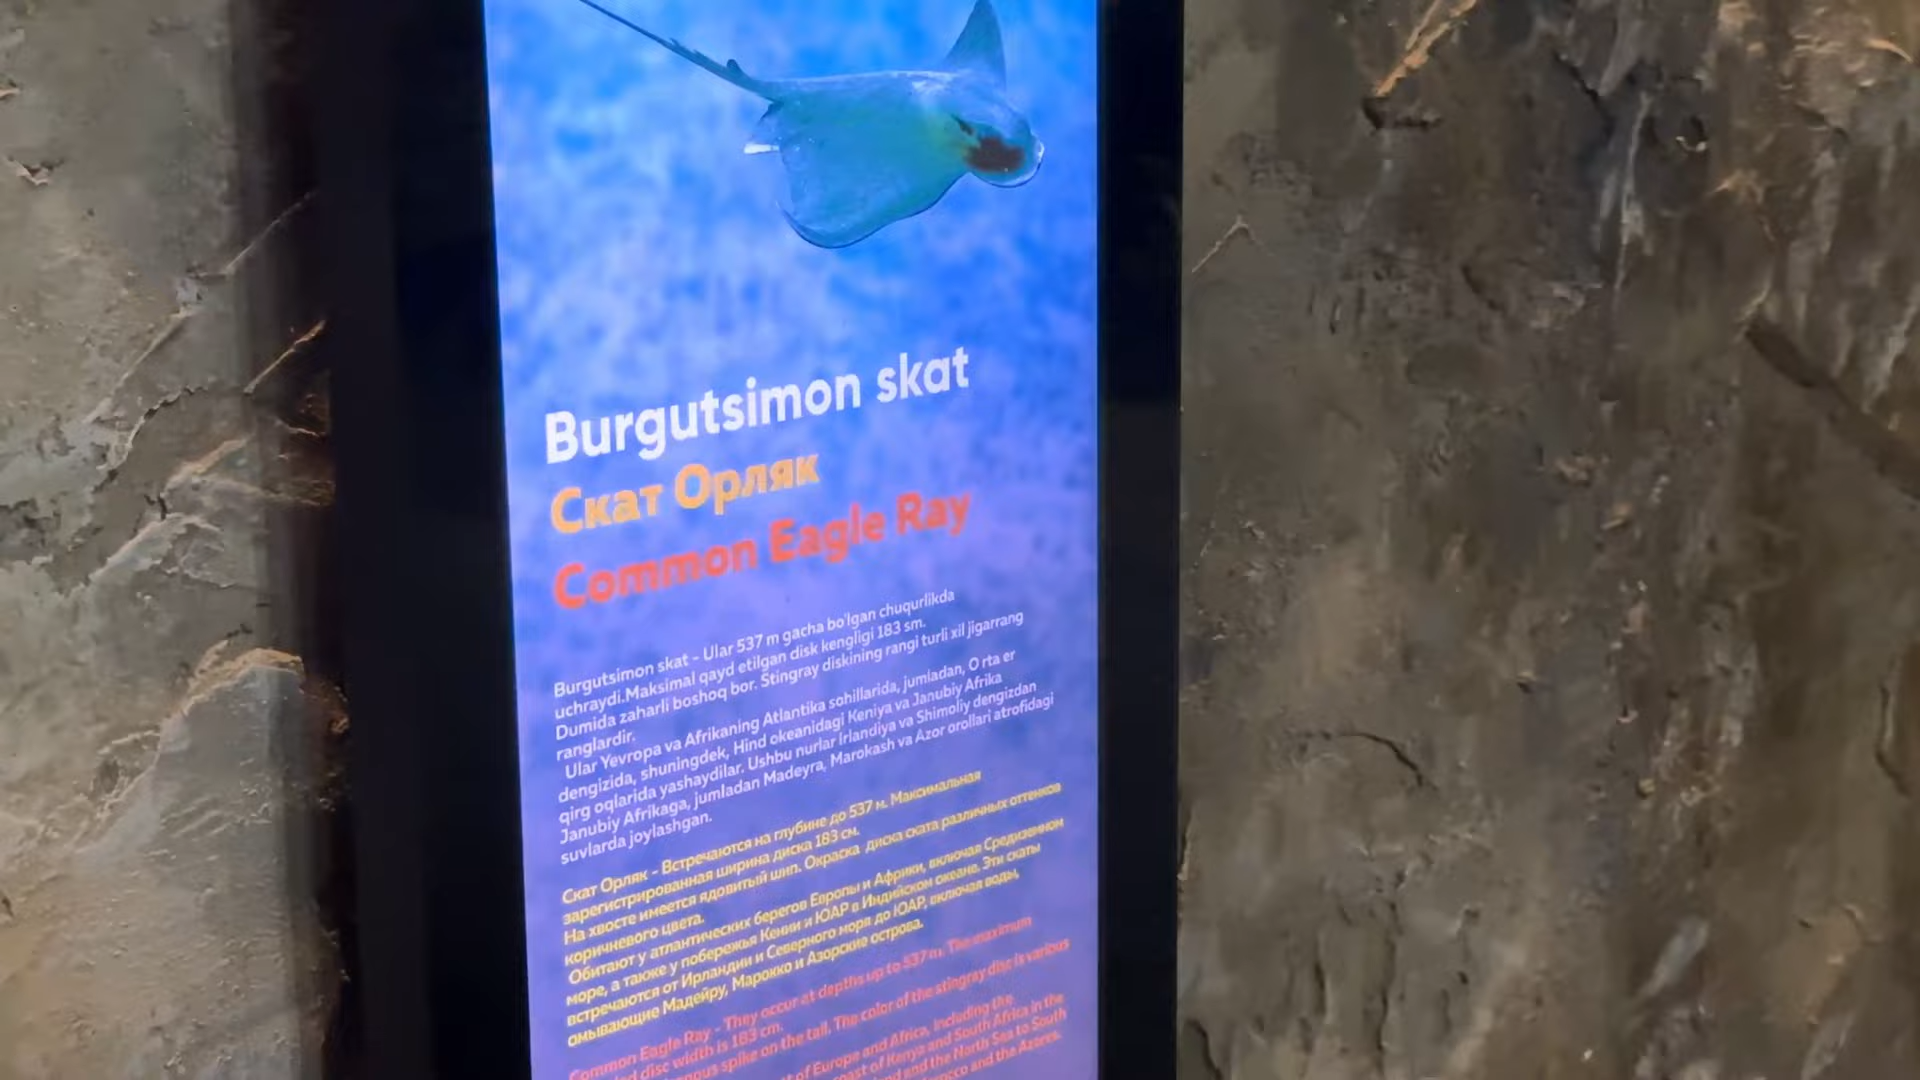 Burgutsimon skat
Скат Орляк
Common Eagle Ray
Burgutsimon skat - Ular 537 m gacha bo'lgan chuqurlikda
uchraydi.Maksimal qayd etilgan disk kengligi 183 sm.
Dumida zaharli boshoq bor. Stingray diskining rangi turli xil jigarrang
ranglardir.
Ular Yevropa va Afrikaning Atlantika sohillarida, jumladan, O rta er
dengizida, shuningdek, Hind okeanidagi Keniya va Janubiy Afrika
qirg oqlarida yashaydilar. Ushbu nurlar Irlandiya va Shimoliy dengizdan
Janubiy Afrikaga, jumladan Madeyra, Marokash va Azor orollari atrofidagi
suvlarda joylashgan.
Скат Орляк - Встречаются на глубине до 537 м. Максимальная
зарегистрированная ширина диска 183 см.
На хвосте имеется ядовитый шип. Окраска диска ската различных оттенков
коричневого цвета.
Обитают у атлантических берегов Европы и Африки, включая Средиземном
море, а также у побережья Кении и ЮАР в Индийском океане. Эти скаты
встречаются от Ирландии и Северного моря до ЮАР, включая воды,
омывающие Мадейру, Марокко и Азорские острова.
Common Eagle Ray - They occur at depths up to 537 m. The maximum
disc width is 183 cm.
spike on the tail. The color of the stingray disc is various
of Europe and Africa, including the
coast of Kenya and South Africa in the
and the North Sea to South
and the Azores.